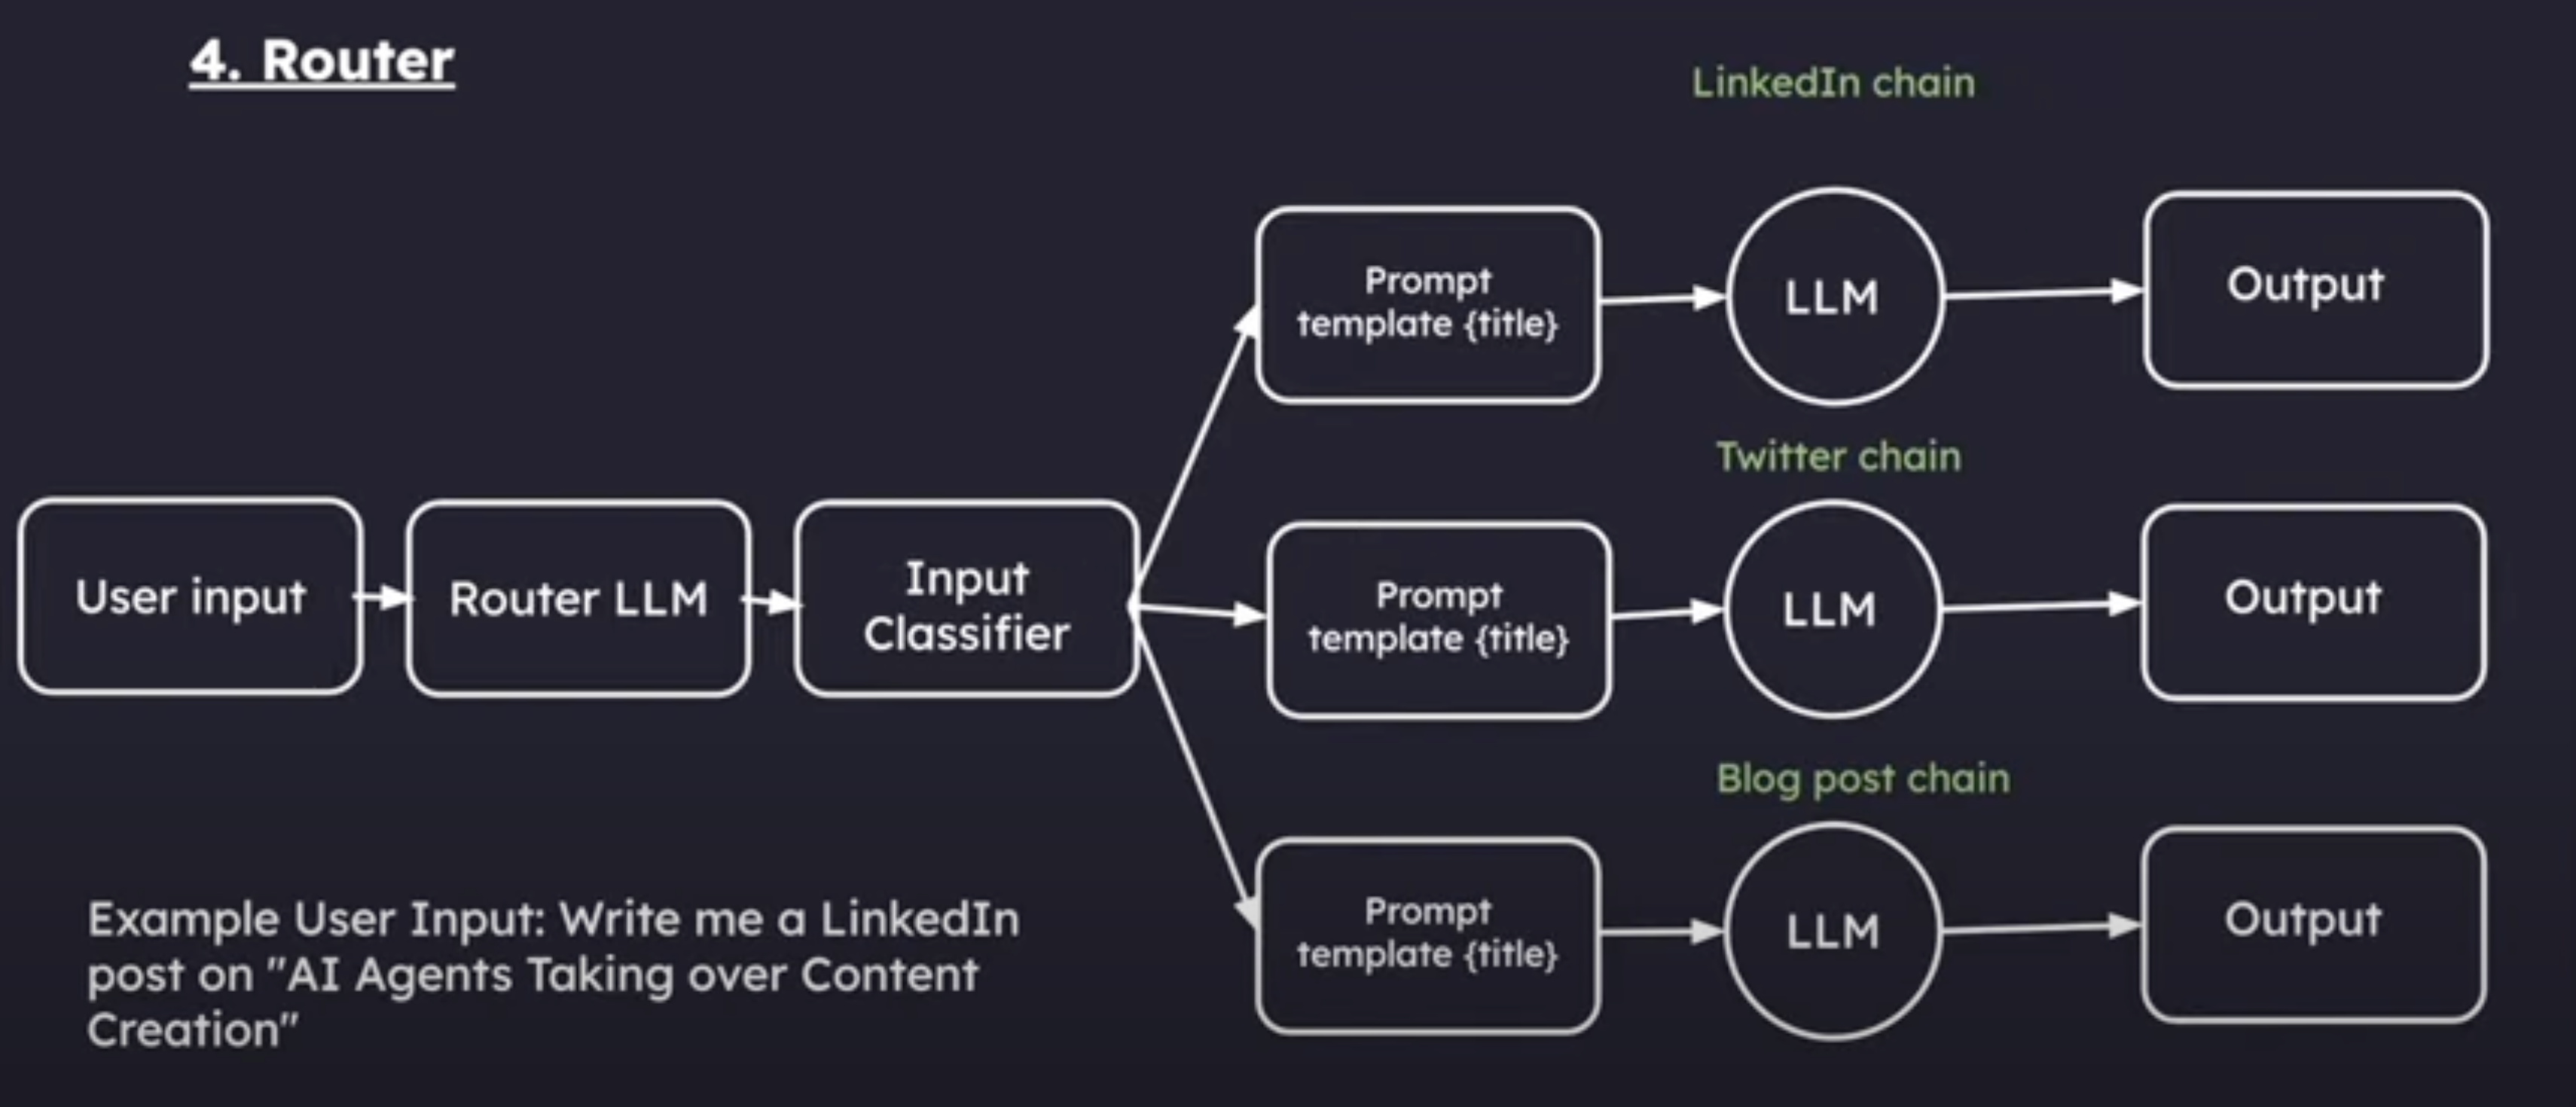 4. Router
LinkedIn chain
Prompt
template {title}
LLM
Output
Twitter chain
User input
Router LLM
Input
Classifier
Prompt
template {title}
LLM
Output
Blog post chain
Prompt
template {title}
LLM
Output
Example User Input: Write me a LinkedIn
post on "AI Agents Taking over Content
Creation"